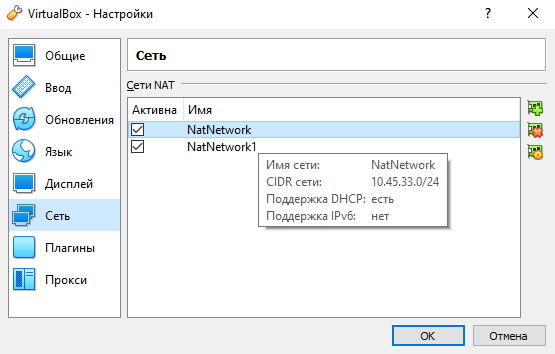 VirtualBox - Настройки
?
Общие
Ввод
Обновления
Язык
Дисплей
Сеть
Плагины
Прокси
Сеть
Сети NAT
Активна Имя
NatNetwork
NatNetwork1
Имя сети: NatNetwork
CIDR сети: 10.45.33.0/24
Поддержка DHCP: есть
Поддержка IPv6: нет
OK Отмена